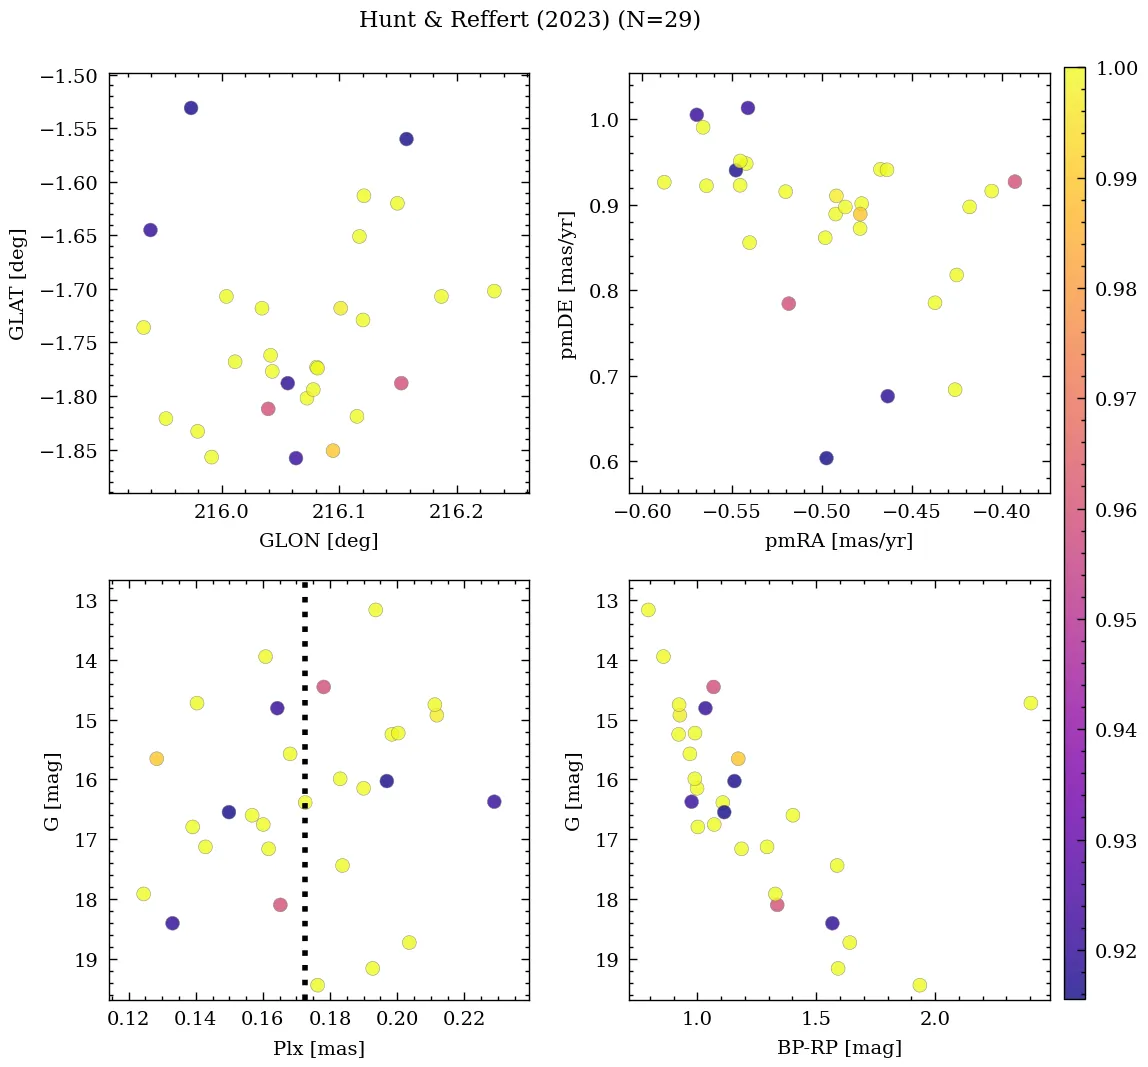 Hunt & Reffert (2023) (N=29)
−1.50
−1.55
−1.60
−1.65
−1.70
−1.75
−1.80
−1.85
GLAT [deg]
216.0 216.1 216.2
GLON [deg]
1.0
0.9
0.8
0.7
0.6
pmDE [mas/yr]
−0.60 −0.55 −0.50 −0.45 −0.40
pmRA [mas/yr]
13
14
15
16
17
18
19
G [mag]
0.12 0.14 0.16 0.18 0.20 0.22
Plx [mas]
13
14
15
16
17
18
19
G [mag]
1.0 1.5 2.0
BP-RP [mag]
1.00
0.99
0.98
0.97
0.96
0.95
0.94
0.93
0.92